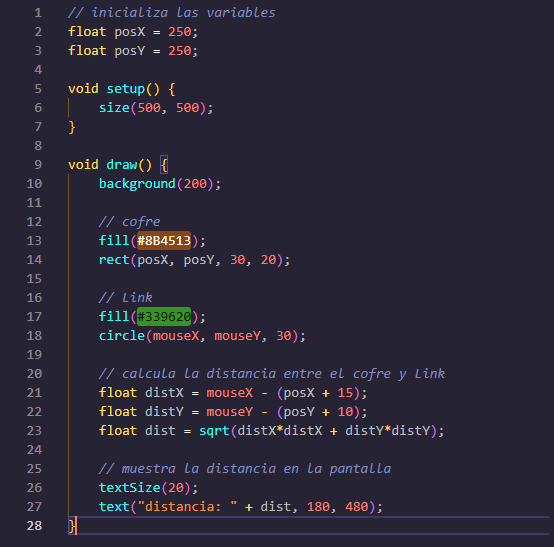 1 // inicializa las variables
2 float posX = 250;
3 float posY = 250;
4
5 void setup() {
6     size(500, 500);
7 }
8
9 void draw() {
10     background(200);
11
12     // cofre
13     fill(#8B4513);
14     rect(posX, posY, 30, 20);
15
16     // Link
17     fill(#339620);
18     circle(mouseX, mouseY, 30);
19
20     // calcula la distancia entre el cofre y Link
21     float distX = mouseX - (posX + 15);
22     float distY = mouseY - (posY + 10);
23     float dist = sqrt(distX*distX + distY*distY);
24
25     // muestra la distancia en la pantalla
26     textSize(20);
27     text("distancia: " + dist, 180, 480);
28 }